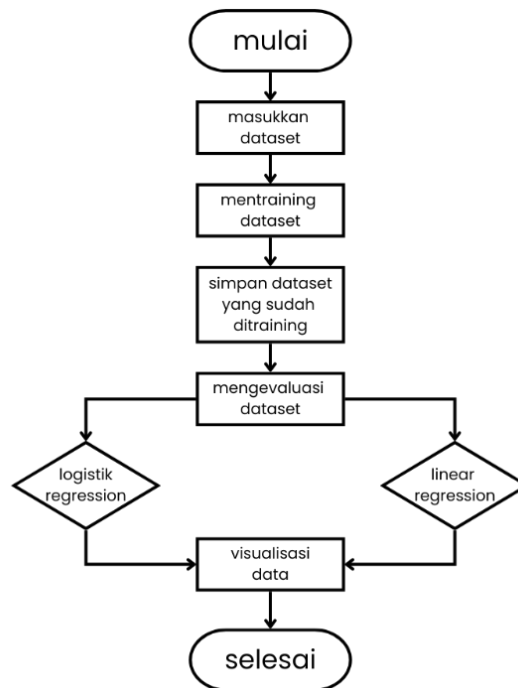 mulai
masukkan
dataset
mentraining
dataset
simpan dataset
yang sudah
ditraining
mengevaluasi
dataset
logistik
regression
linear
regression
visualisasi
data
selesai